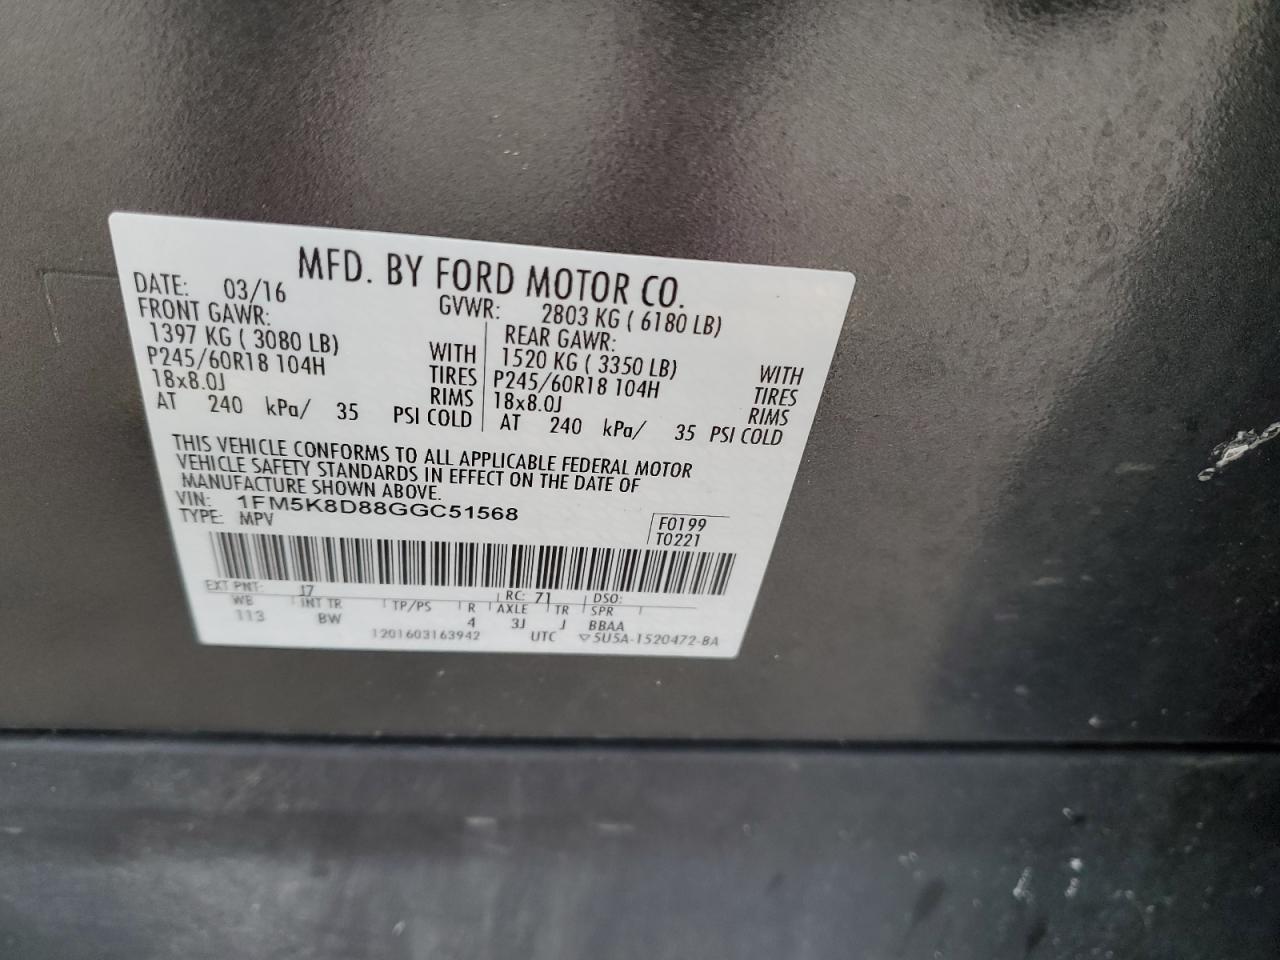 MFD. BY FORD MOTOR CO.
DATE: 03/16 GVWR: 2803 KG ( 6180 LB)
FRONT GAWR: REAR GAWR:
1397 KG ( 3080 LB) WITH 1520 KG ( 3350 LB) WITH
P245/60R18 104H TIRES P245/60R18 104H TIRES
18x8.0J RIMS 18x8.0J RIMS
AT 240 kPa/ 35 PSI COLD AT 240 kPa/ 35 PSI COLD
THIS VEHICLE CONFORMS TO ALL APPLICABLE FEDERAL MOTOR
VEHICLE SAFETY STANDARDS IN EFFECT ON THE DATE OF
MANUFACTURE SHOWN ABOVE.
VIN: 1FM5K8D88GGC51568
TYPE: MPV
F0199
T0221
EXT PNT: J7 RC: 71 DSO:
WB INT TR TP/PS R AXLE TR SPR
113 BW 4 3J J BBAA
1201603163942 UTC ▽5U5A-1520472-BA